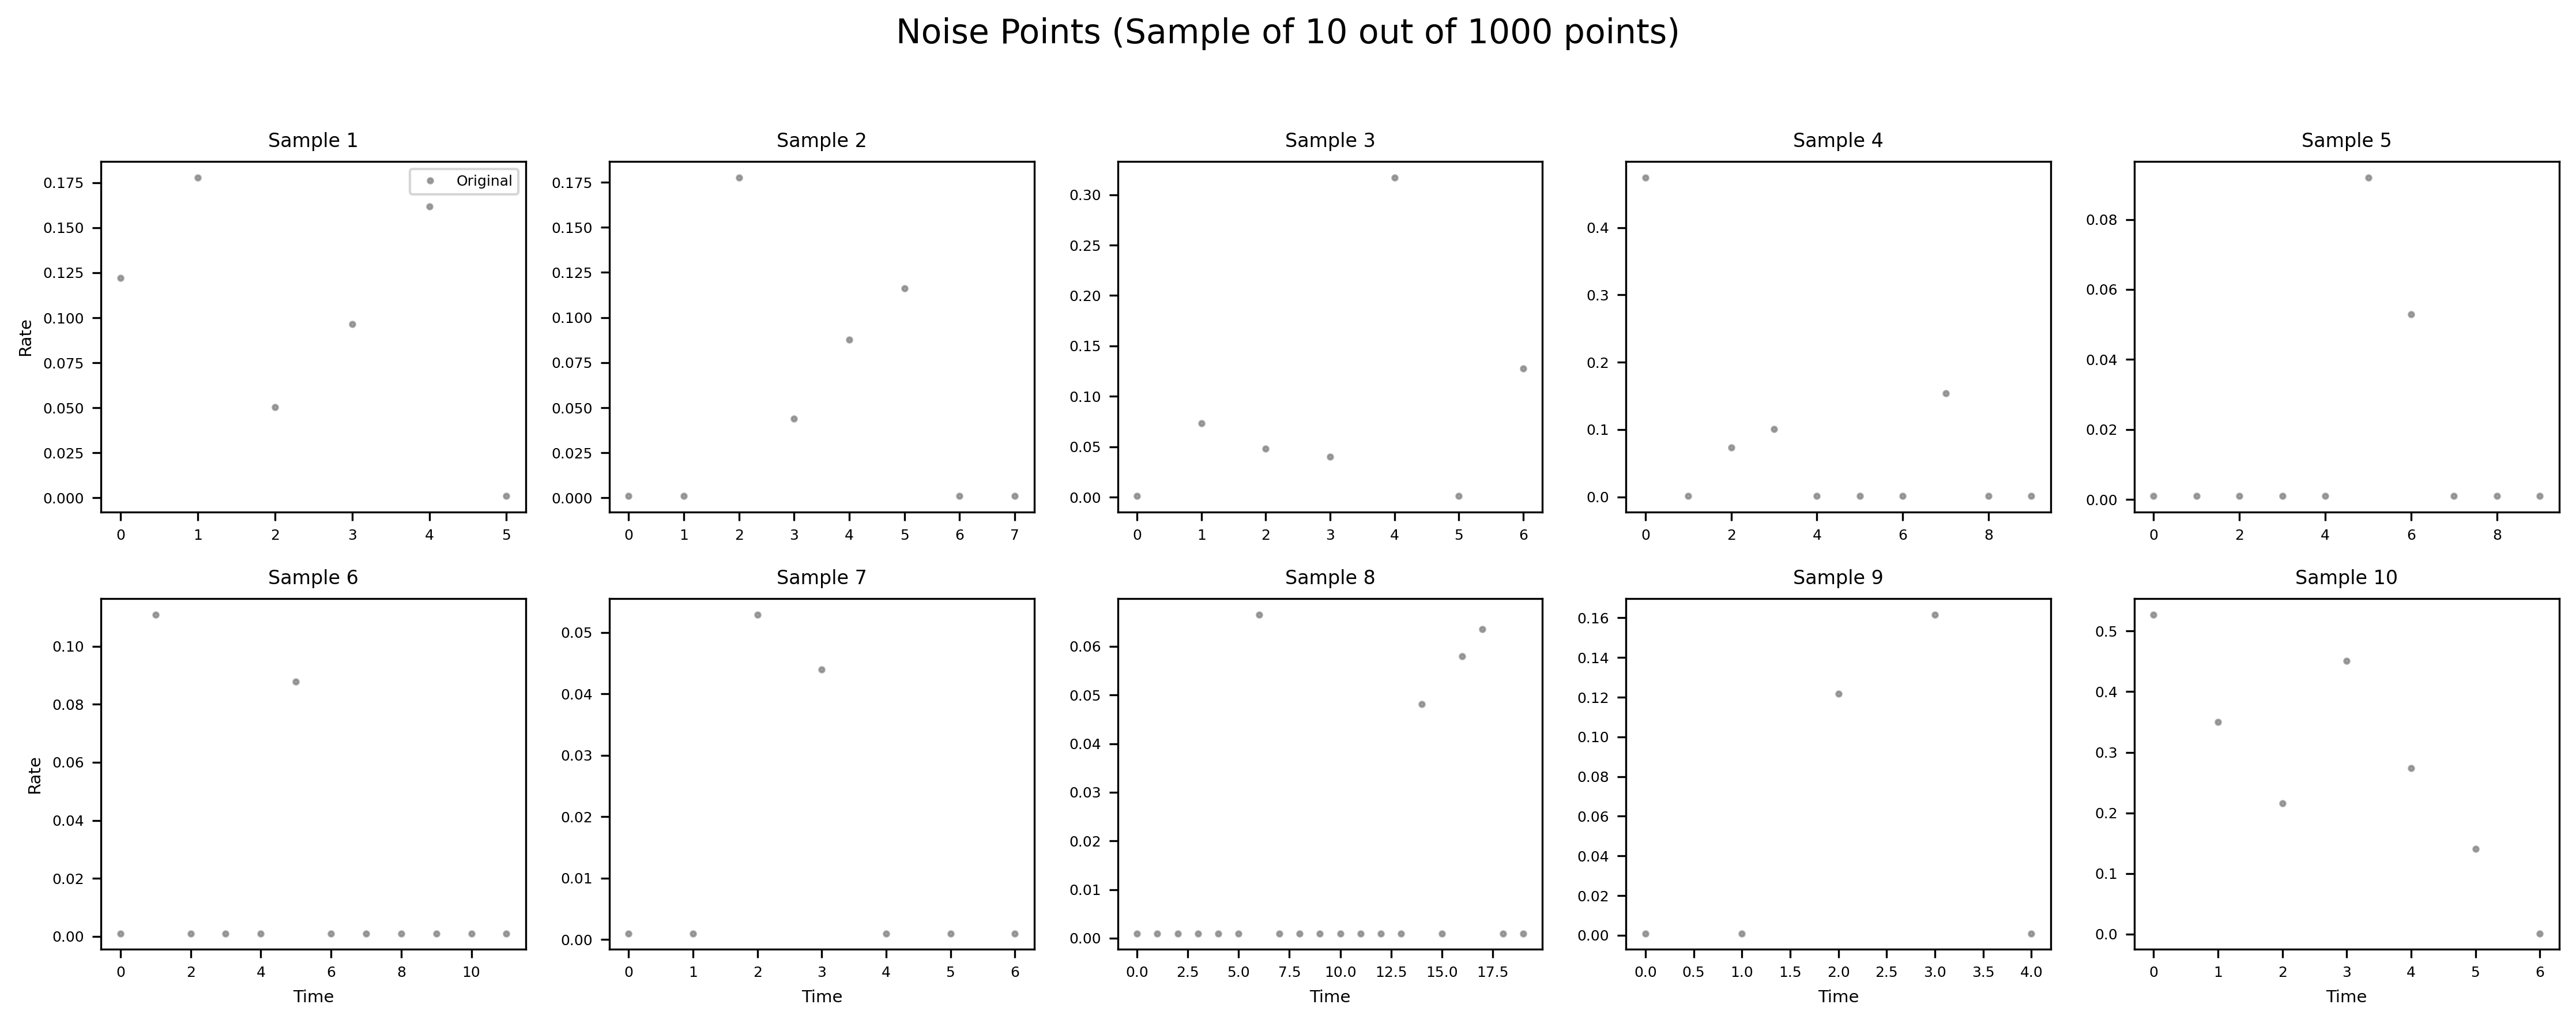 Noise Points (Sample of 10 out of 1000 points)
Sample 1
Sample 2
Sample 3
Sample 4
Sample 5
Original
Rate
0.175
0.150
0.125
0.100
0.075
0.050
0.025
0.000
0 1 2 3 4 5
0.175
0.150
0.125
0.100
0.075
0.050
0.025
0.000
0 1 2 3 4 5 6 7
0.30
0.25
0.20
0.15
0.10
0.05
0.00
0 1 2 3 4 5 6
0.4
0.3
0.2
0.1
0.0
0 2 4 6 8
0.08
0.06
0.04
0.02
0.00
0 2 4 6 8
Sample 6
Sample 7
Sample 8
Sample 9
Sample 10
Rate
0.10
0.08
0.06
0.04
0.02
0.00
0 2 4 6 8 10
Time
0.05
0.04
0.03
0.02
0.01
0.00
0 1 2 3 4 5 6
Time
0.06
0.05
0.04
0.03
0.02
0.01
0.00
0.0 2.5 5.0 7.5 10.0 12.5 15.0 17.5
Time
0.16
0.14
0.12
0.10
0.08
0.06
0.04
0.02
0.00
0.0 0.5 1.0 1.5 2.0 2.5 3.0 3.5 4.0
Time
0.5
0.4
0.3
0.2
0.1
0.0
0 1 2 3 4 5 6
Time